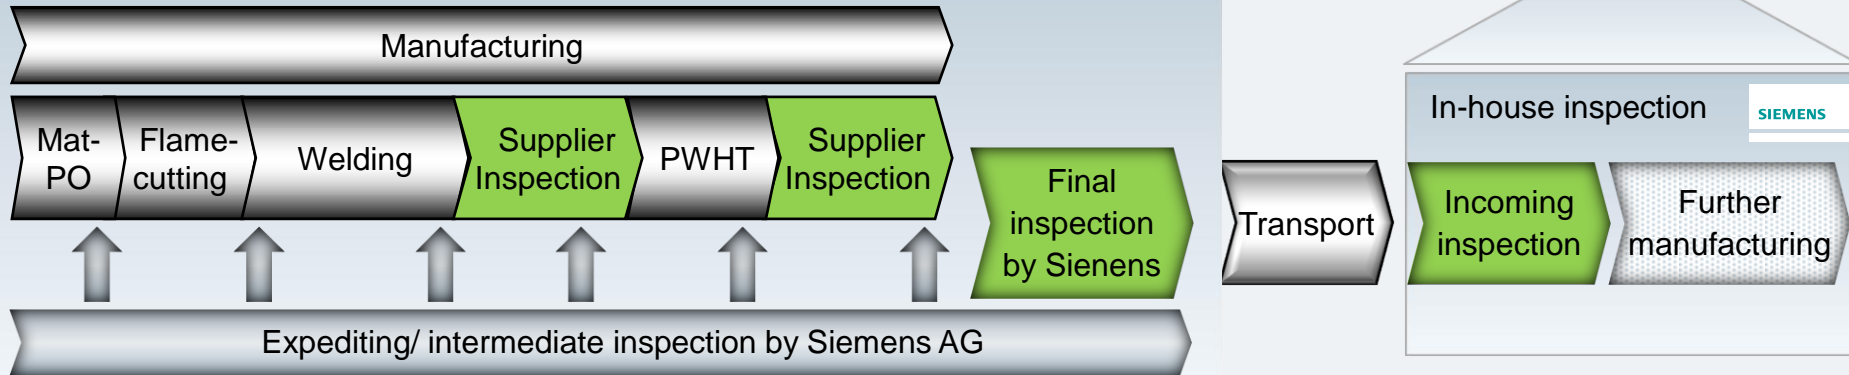 Manufacturing
Mat-
PO
Flame-
cutting
Welding
Supplier
Inspection
PWHT
Supplier
Inspection
Final
inspection
by Sienens
Expediting/ intermediate inspection by Siemens AG
Transport
In-house inspection
SIEMENS
Incoming
inspection
Further
manufacturing